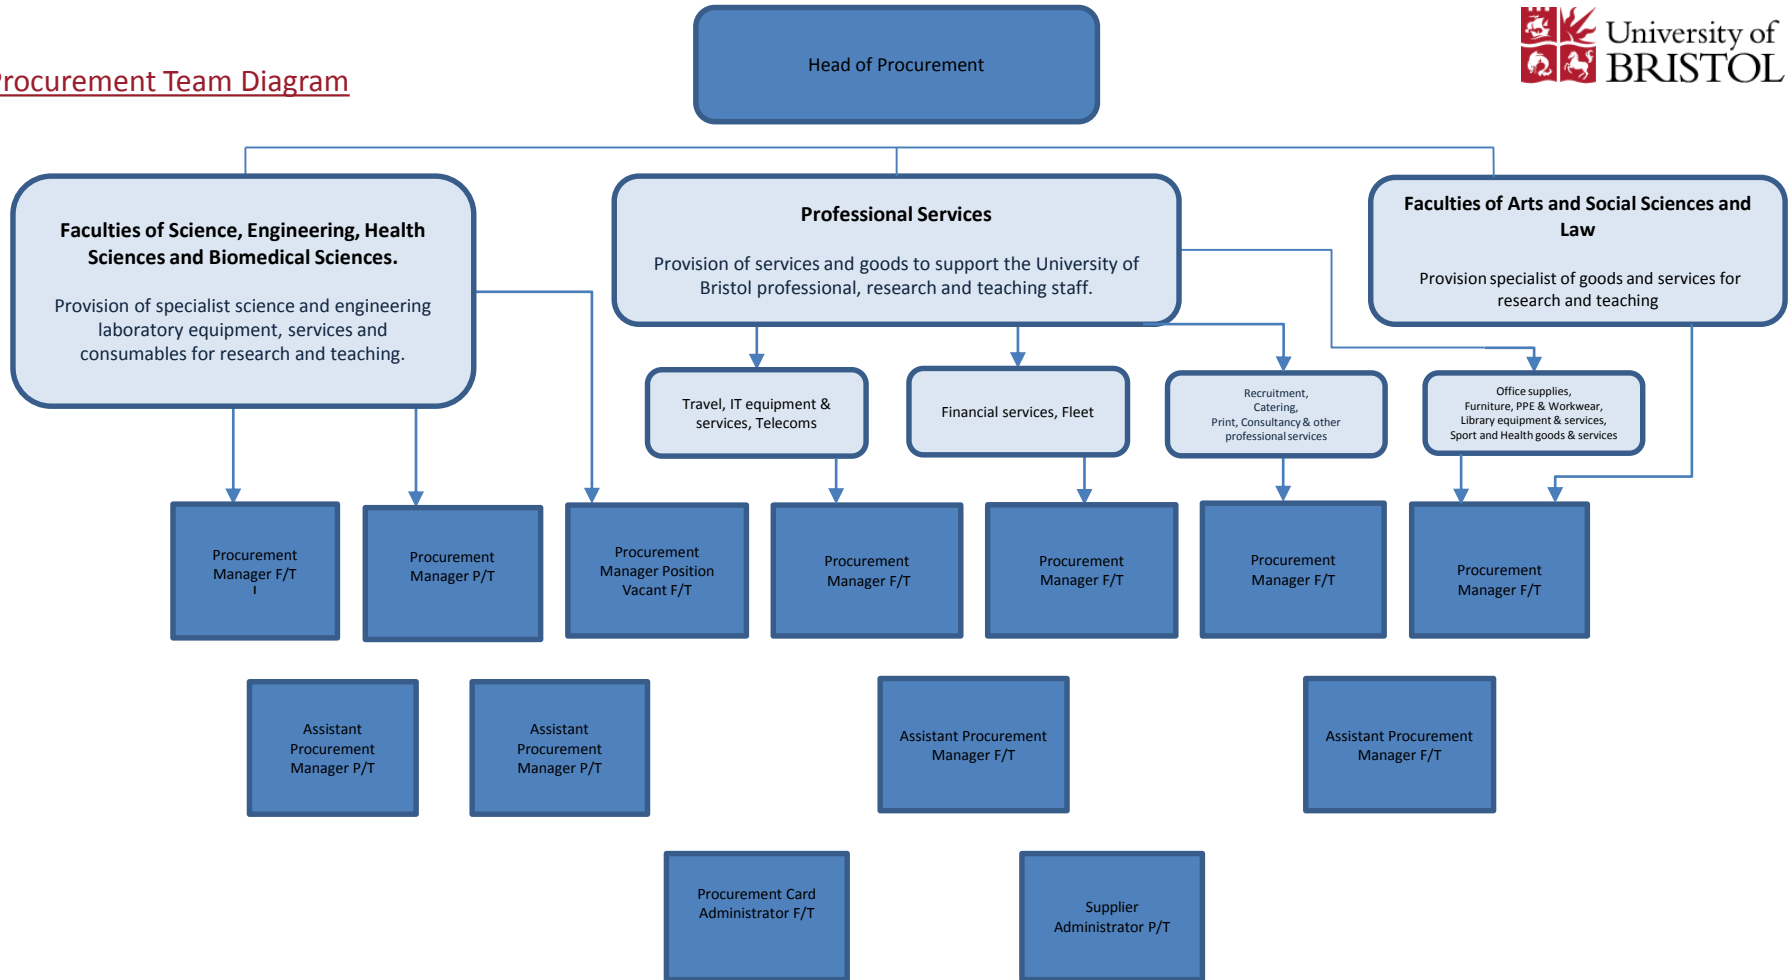 Procurement Team Diagram
Head of Procurement
University of
BRISTOL
Faculties of Science, Engineering, Health
Sciences and Biomedical Sciences.
Provision of specialist science and engineering
laboratory equipment, services and
consumables for research and teaching.
Professional Services
Provision of services and goods to support the University of
Bristol professional, research and teaching staff.
Faculties of Arts and Social Sciences and
Law
Provision specialist of goods and services for
research and teaching
Travel, IT equipment &
services, Telecoms
Financial services, Fleet
Recruitment,
Catering,
Print, Consultancy & other
professional services
Office supplies,
Furniture, PPE & Workwear,
Library equipment & services,
Sport and Health goods & services
Procurement
Manager F/T
Procurement
Manager P/T
Procurement
Manager Position
Vacant F/T
Procurement
Manager F/T
Procurement
Manager F/T
Procurement
Manager F/T
Procurement
Manager F/T
Assistant
Procurement
Manager P/T
Assistant
Procurement
Manager P/T
Assistant Procurement
Manager F/T
Assistant Procurement
Manager F/T
Procurement Card
Administrator F/T
Supplier
Administrator P/T